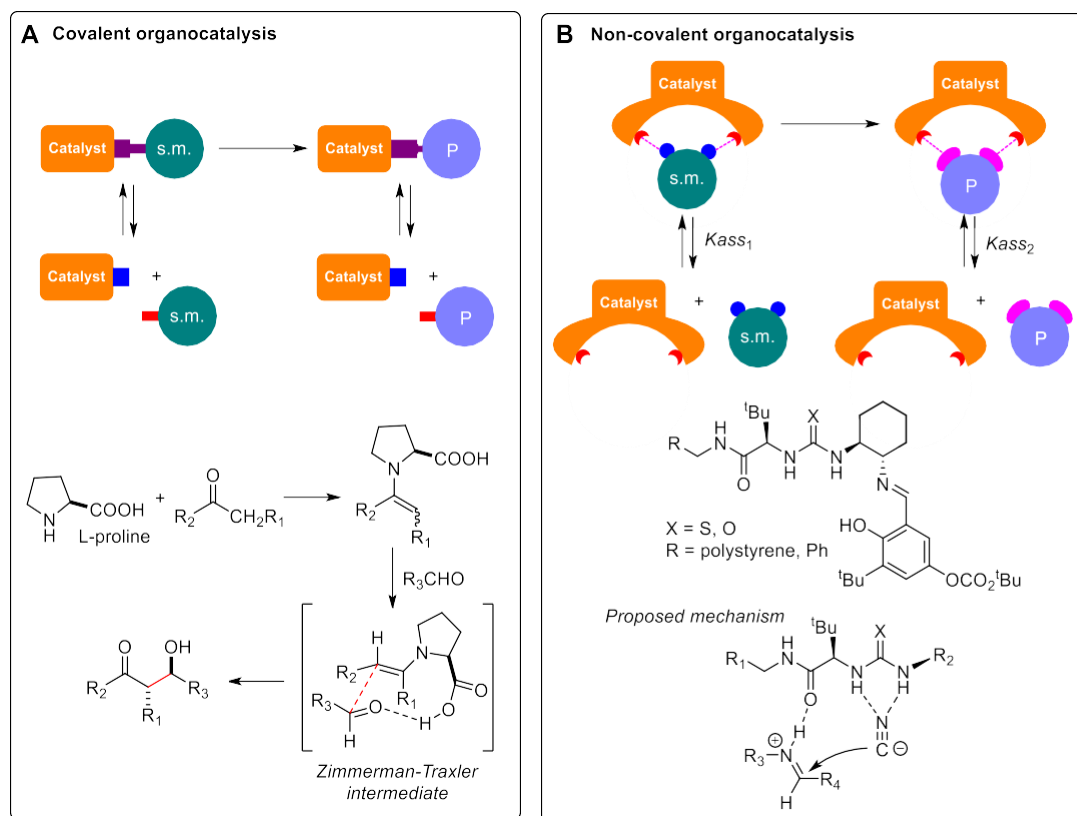 A Covalent organocatalysis
Catalyst s.m.
Catalyst P
Catalyst + s.m.
Catalyst + P
N
H
COOH
L-proline
+
O
R2 CH2R1
N
COOH
R2
R1
R3CHO
H
N
R2
R1
O
R3
O
H
O
H
Zimmerman-Traxler
intermediate
O OH
R2 R3
R1
B Non-covalent organocatalysis
Catalyst
s.m.
Catalyst
P
Kass1
Kass2
Catalyst
+
s.m.
Catalyst
+
P
tBu X
R H
N
O
N
H
N
H
N
HO
tBu
OCO2tBu
X = S, O
R = polystyrene, Ph
Proposed mechanism
tBu X
R1 H
N
O
N
H
N
H
R2
H
+
R3 N
R4
H
N
C −